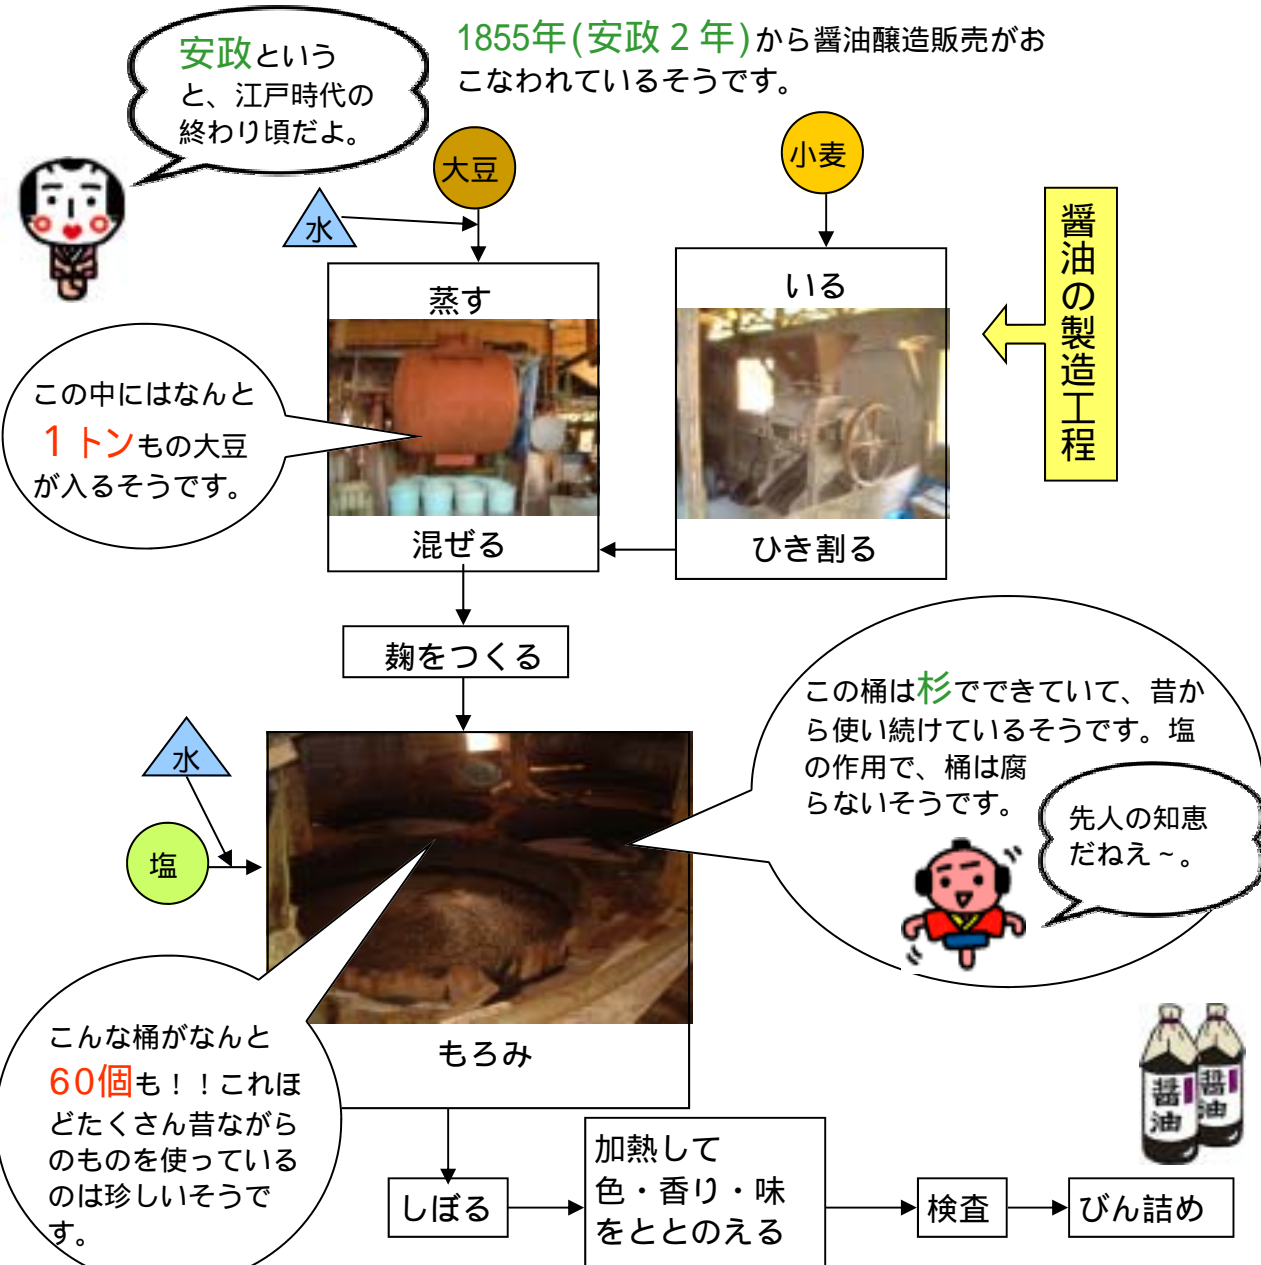 1855年(安政２年)から醤油醸造販売がお
こなわれているそうです。
安政という
と、江戸時代の
終わり頃だよ。
大豆
小麦
水
醤油の製造工程
蒸す
いる
この中にはなんと
１トンもの大豆
が入るそうです。
混ぜる
ひき割る
麹をつくる
この桶は杉でできていて、昔か
ら使い続けているそうです。塩
の作用で、桶は腐
らないそうです。
先人の知恵
だねえ～。
水
塩
こんな桶がなんと
60個も！！これほ
どたくさん昔ながら
のものを使っている
のは珍しいそうで
す。
もろみ
醤油
醤油
しぼる
加熱して
色・香り・味
をととのえる
検査
びん詰め